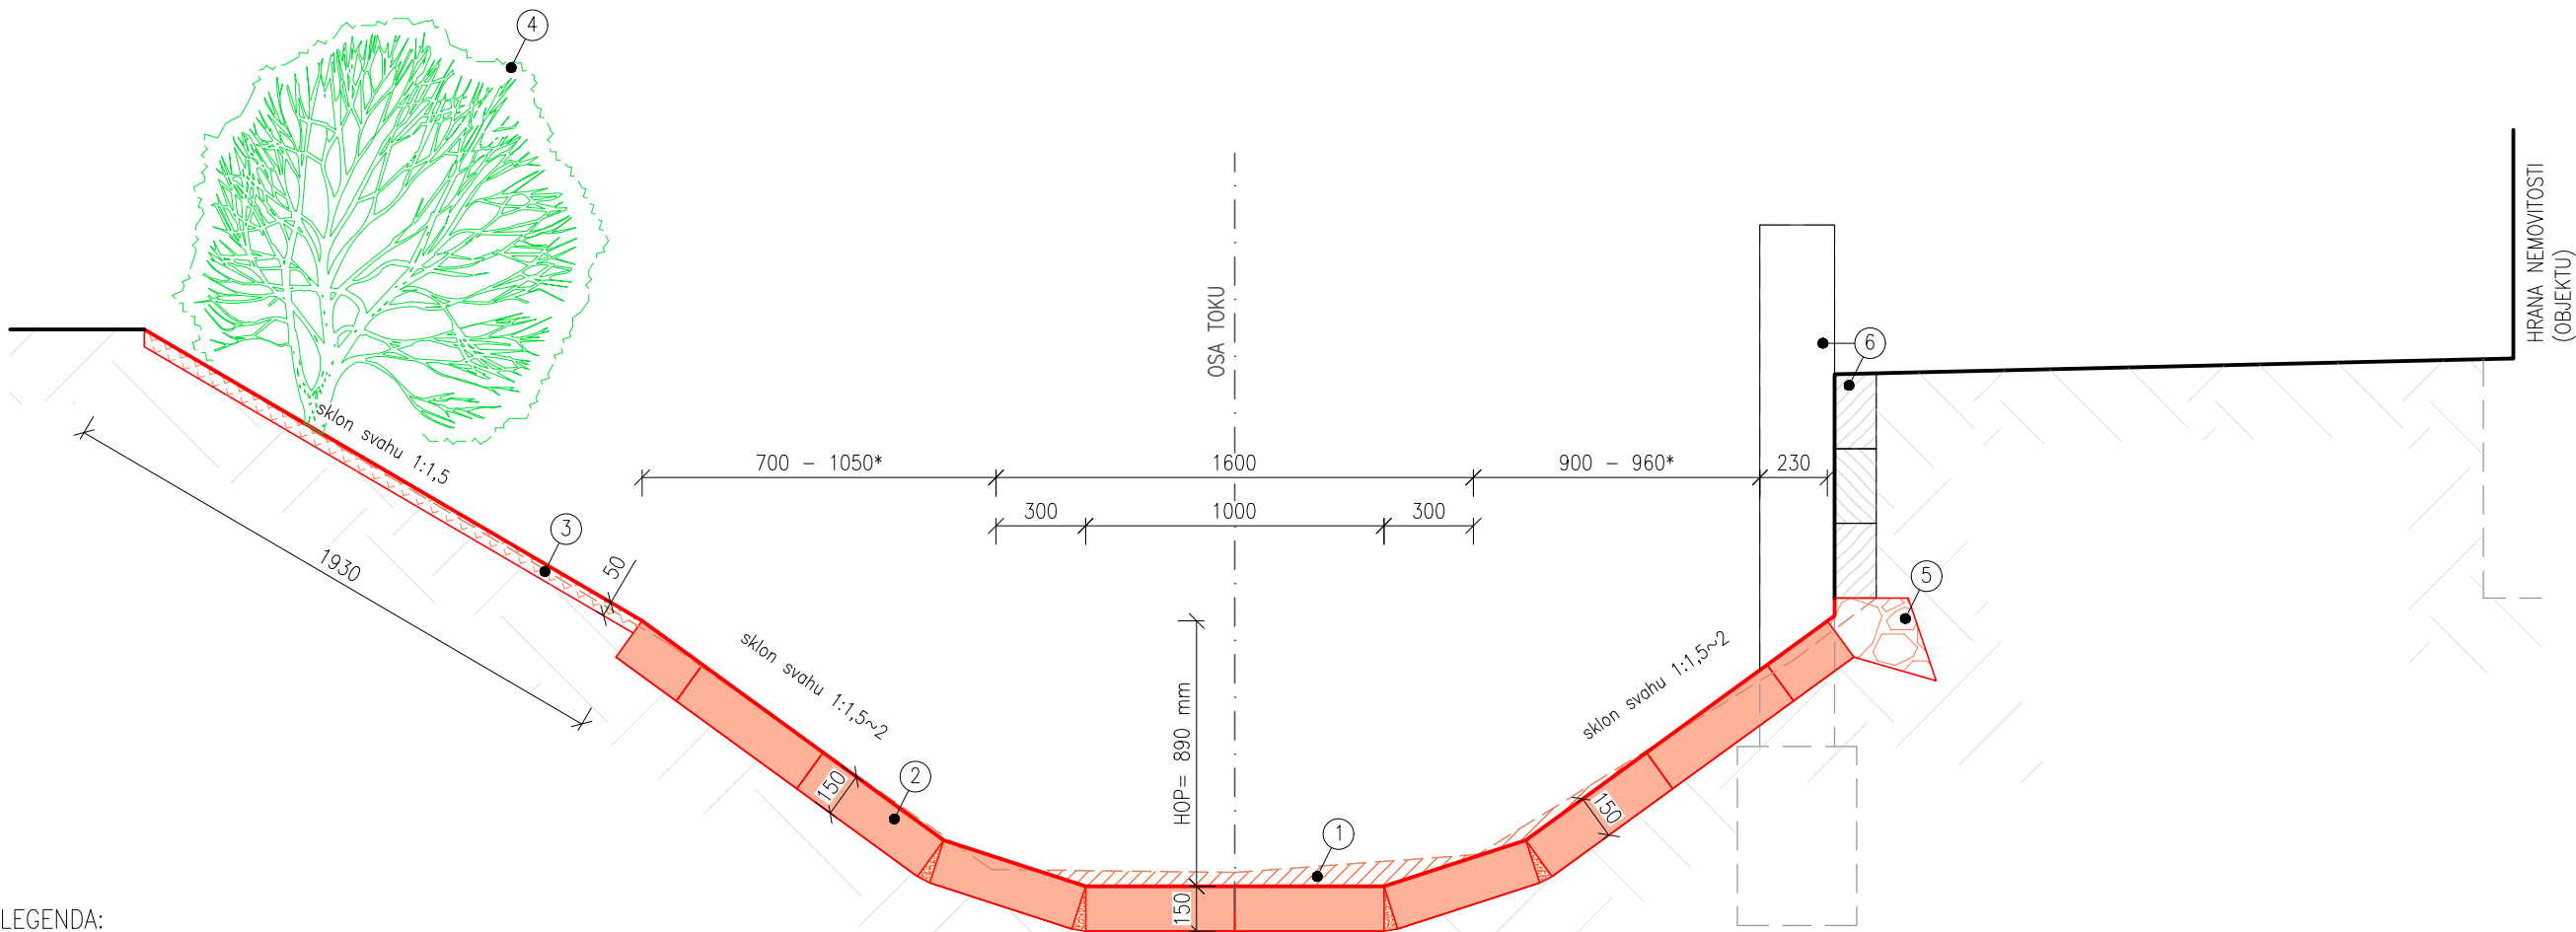 4
HRANA NEMOVITOSTI
(OBJEKTU)
OSA TOKU
6
sklon svahu 1:1,5
700 – 1050*
1600
900 – 960*
230
300
1000
300
3
1930
50
5
sklon svahu 1:1,5~2
sklon svahu 1:1,5~2
HOP= 890 mm
2
150
150
1
150
LEGENDA: